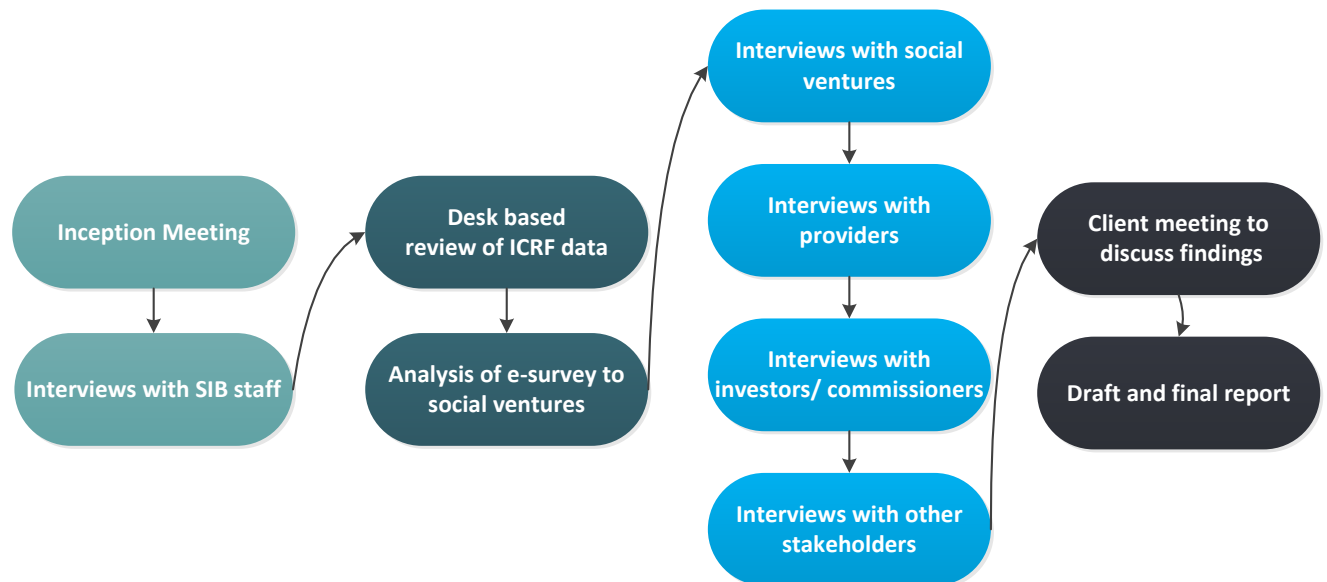 Inception Meeting
Interviews with SIB staff
Desk based
review of ICRF data
Analysis of e-survey to
social ventures
Interviews with social
ventures
Interviews with
providers
Interviews with
investors/ commissioners
Interviews with other
stakeholders
Client meeting to
discuss findings
Draft and final report